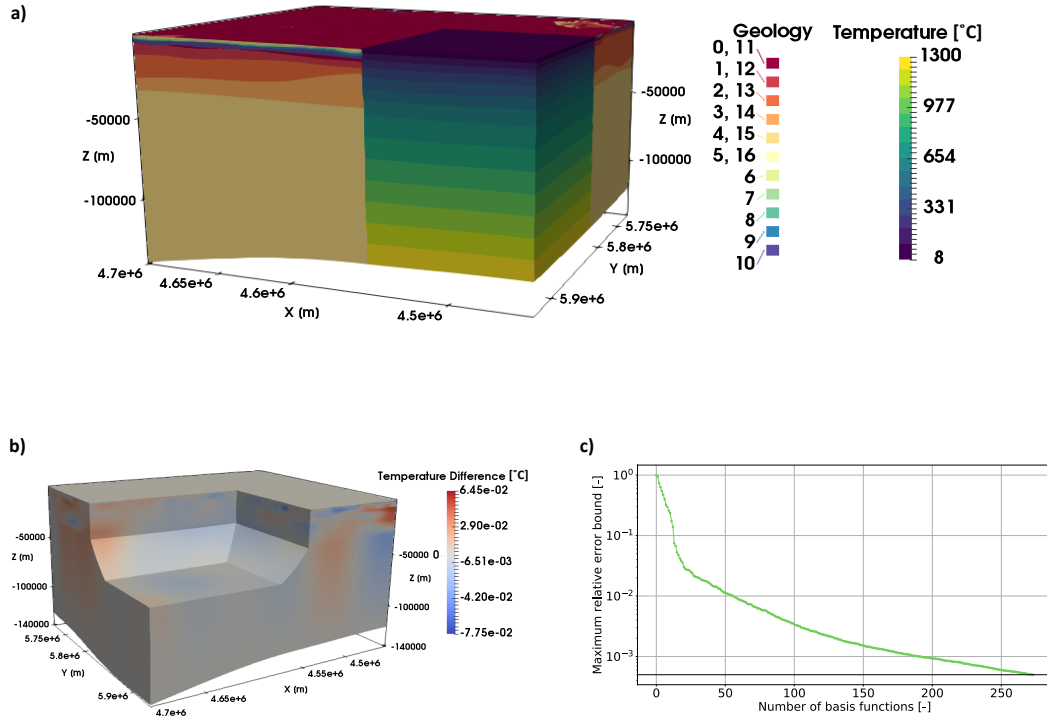 a)
Geology
Temperature [°C]
0, 11
1, 12
2, 13
3, 14
4, 15
5, 16
6
7
8
9
10
1300
977
654
331
8
-50000
Z (m)
-100000
-50000
Z (m)
-100000
4.7e+6
4.65e+6
4.6e+6
4.5e+6
X (m)
5.75e+6
5.8e+6
Y (m)
5.9e+6
b)
Temperature Difference [°C]
6.45e-02
2.90e-02
-6.51e-03
-4.20e-02
-7.75e-02
0
-50000
Z (m)
-100000
-140000
-50000
Z (m)
-100000
-140000
5.75e+6
5.8e+6
Y (m)
5.9e+6
4.7e+6
4.65e+6
X (m)
4.55e+6
4.5e+6
c)
Maximum relative error bound [-]
10⁰
10⁻¹
10⁻²
10⁻³
0 50 100 150 200 250
Number of basis functions [-]